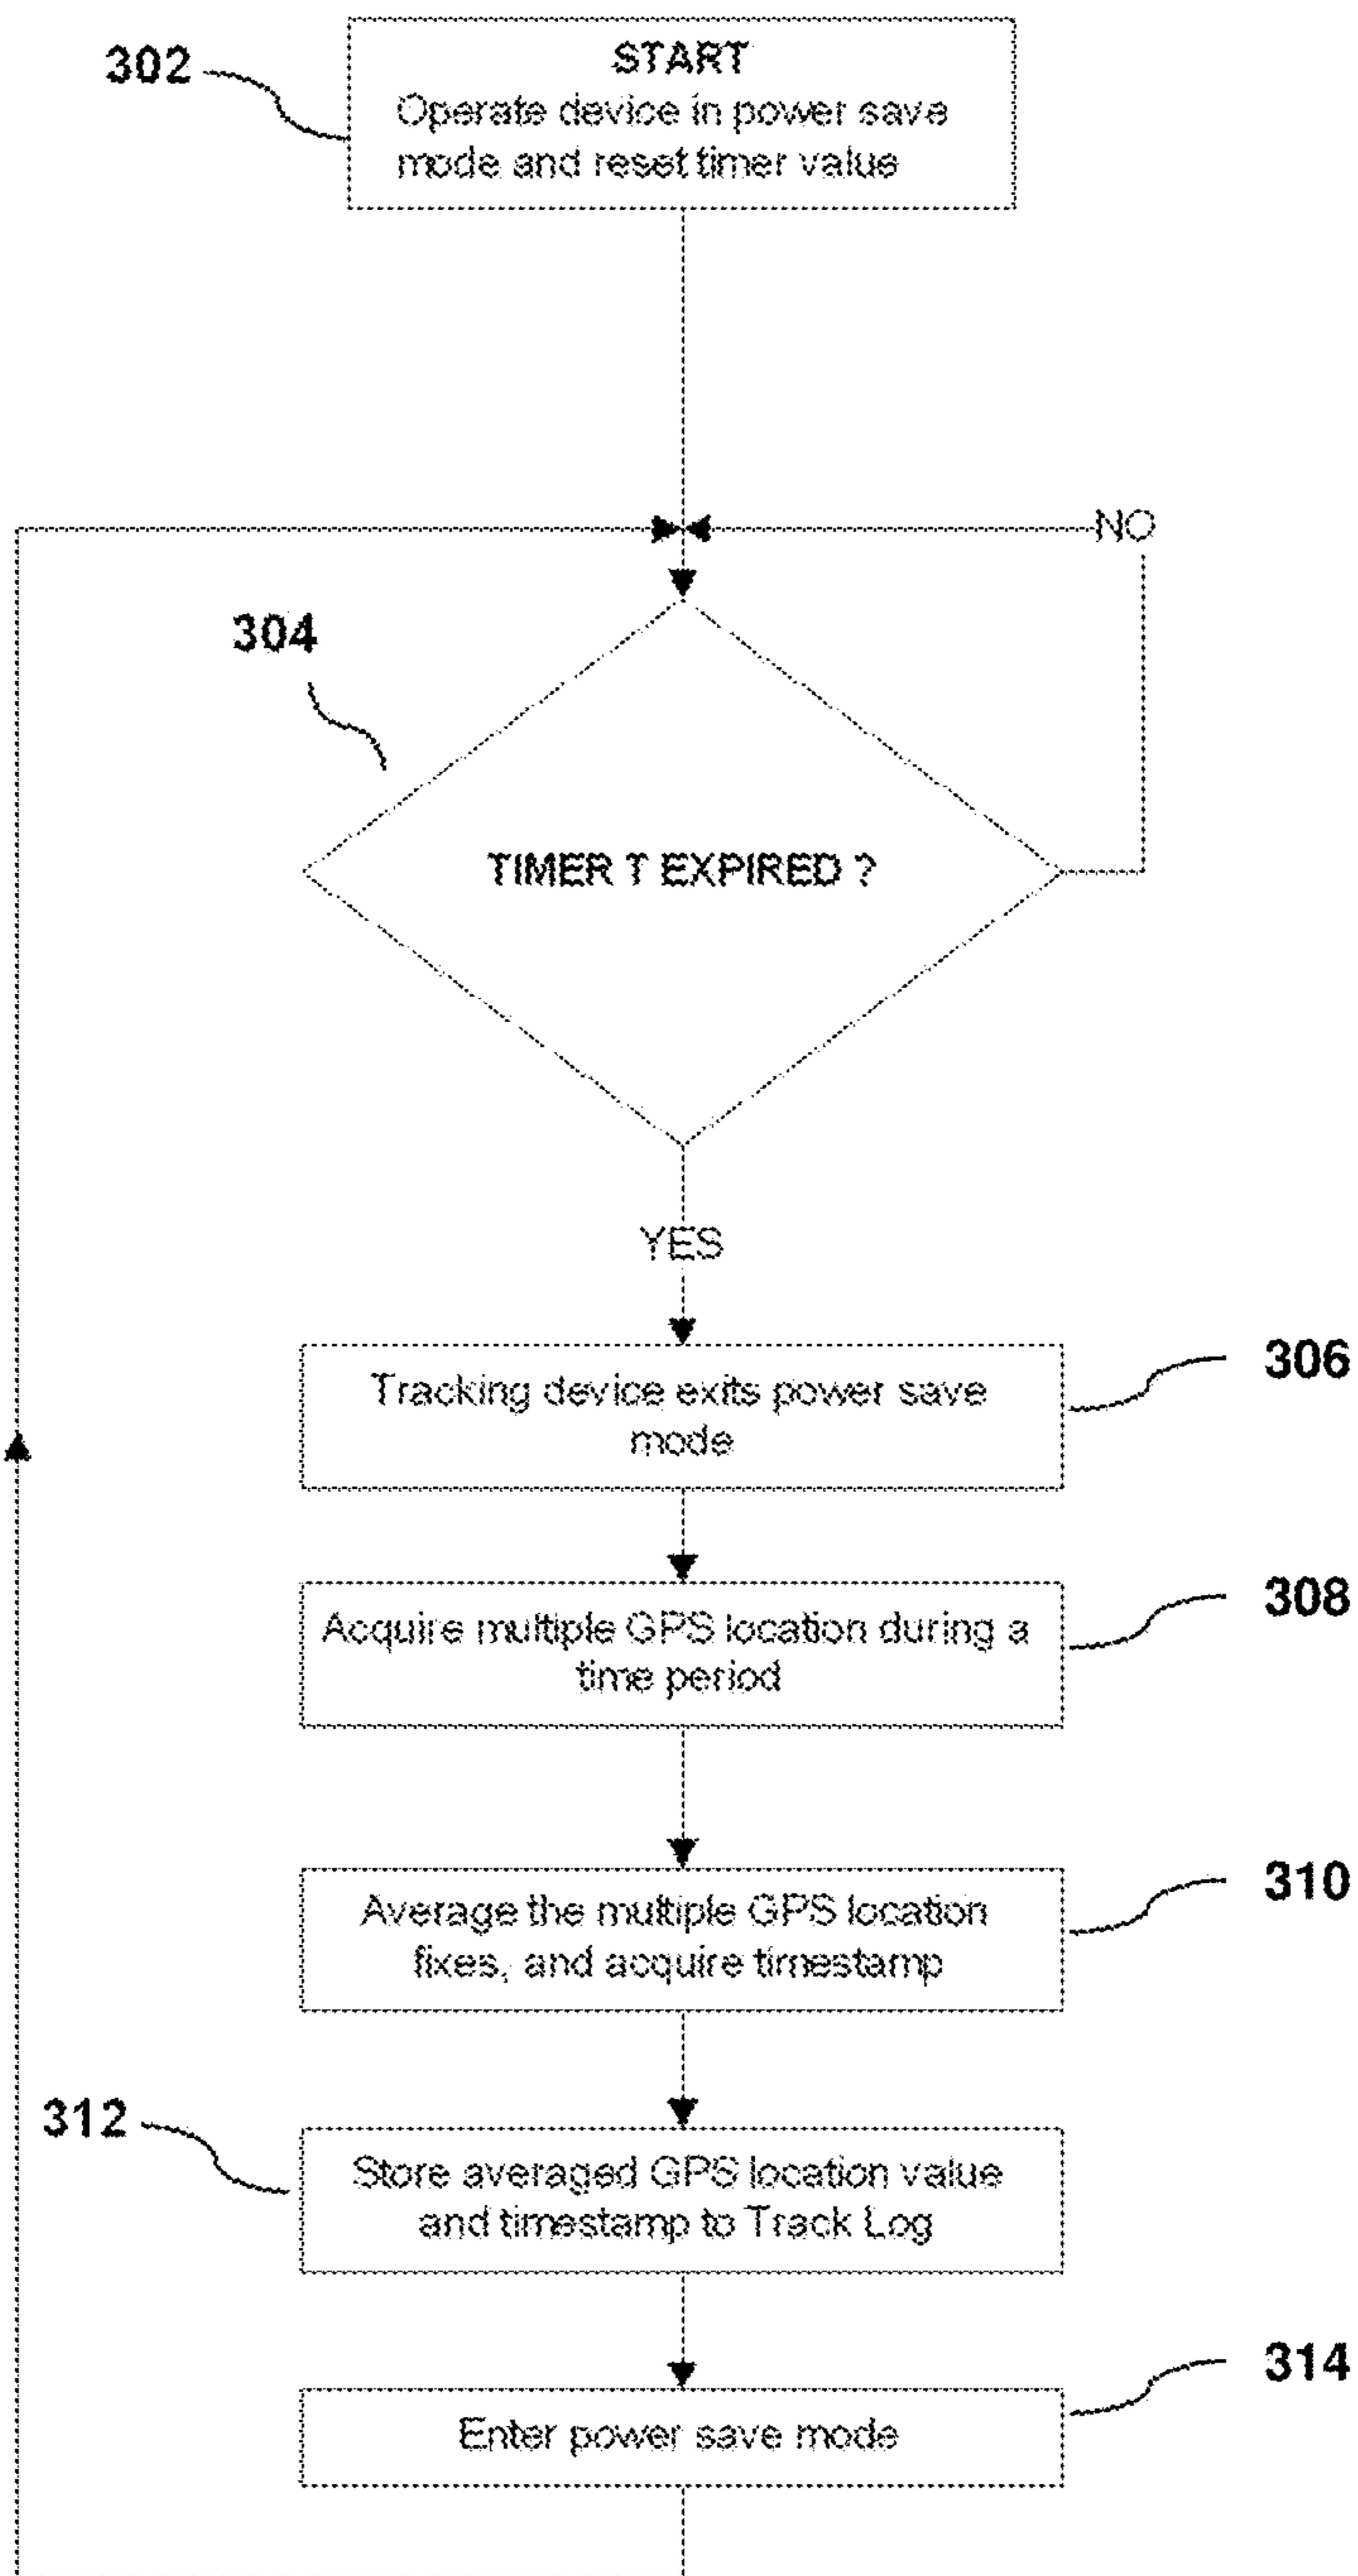 302
START
Operate device in power save
mode and reset timer value
NO
304
TIMER T EXPIRED ?
YES
306
Tracking device exits power save
mode
308
Acquire multiple GPS location during a
time period
310
Average the multiple GPS location
fixes, and acquire timestamp
312
Store averaged GPS location value
and timestamp to Track Log
314
Enter power save mode